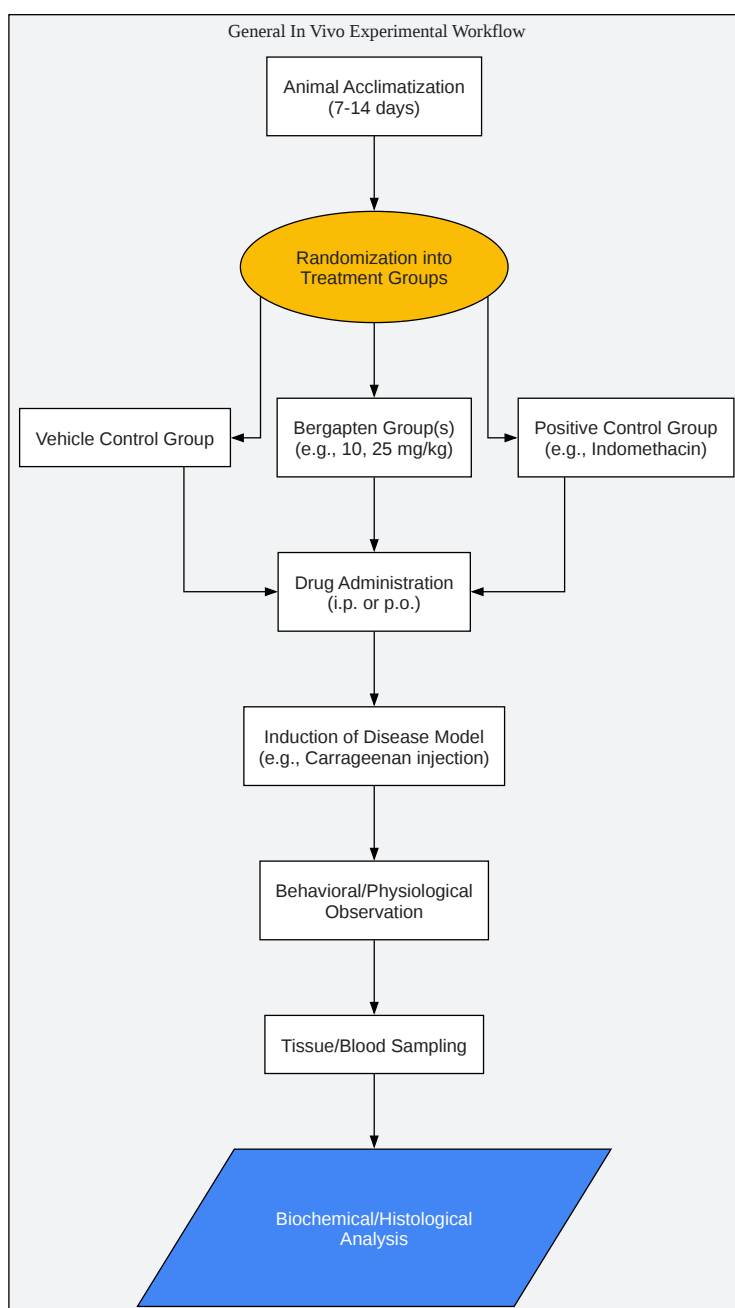 General In Vivo Experimental Workflow
Animal Acclimatization
(7-14 days)
Randomization into
Treatment Groups
Vehicle Control Group
Bergapten Group(s)
(e.g., 10, 25 mg/kg)
Positive Control Group
(e.g., Indomethacin)
Drug Administration
(i.p. or p.o.)
Induction of Disease Model
(e.g., Carrageenan injection)
Behavioral/Physiological
Observation
Tissue/Blood Sampling
Biochemical/Histological
Analysis